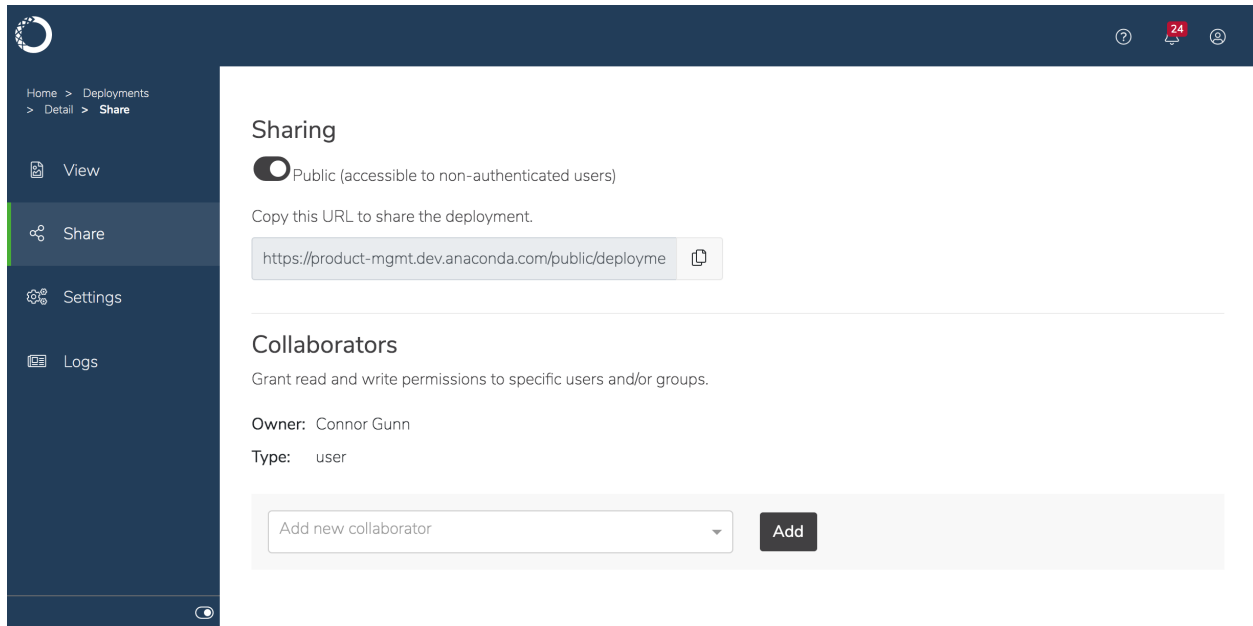 24
Home > Deployments
> Detail > Share
View
Share
Settings
Logs
Sharing
Public (accessible to non-authenticated users)
Copy this URL to share the deployment.
https://product-mgmt.dev.anaconda.com/public/deployme
Collaborators
Grant read and write permissions to specific users and/or groups.
Owner: Connor Gunn
Type: user
Add new collaborator
Add